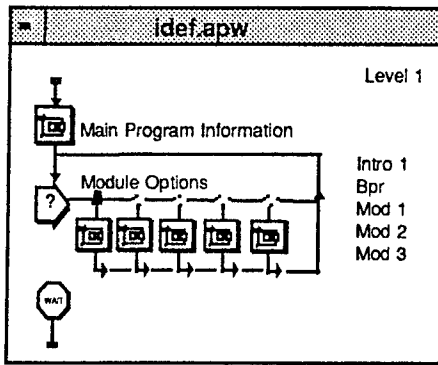 idef.apw
Level 1
Main Program Information
Module Options
?
Intro 1
Bpr
Mod 1
Mod 2
Mod 3
WAIT